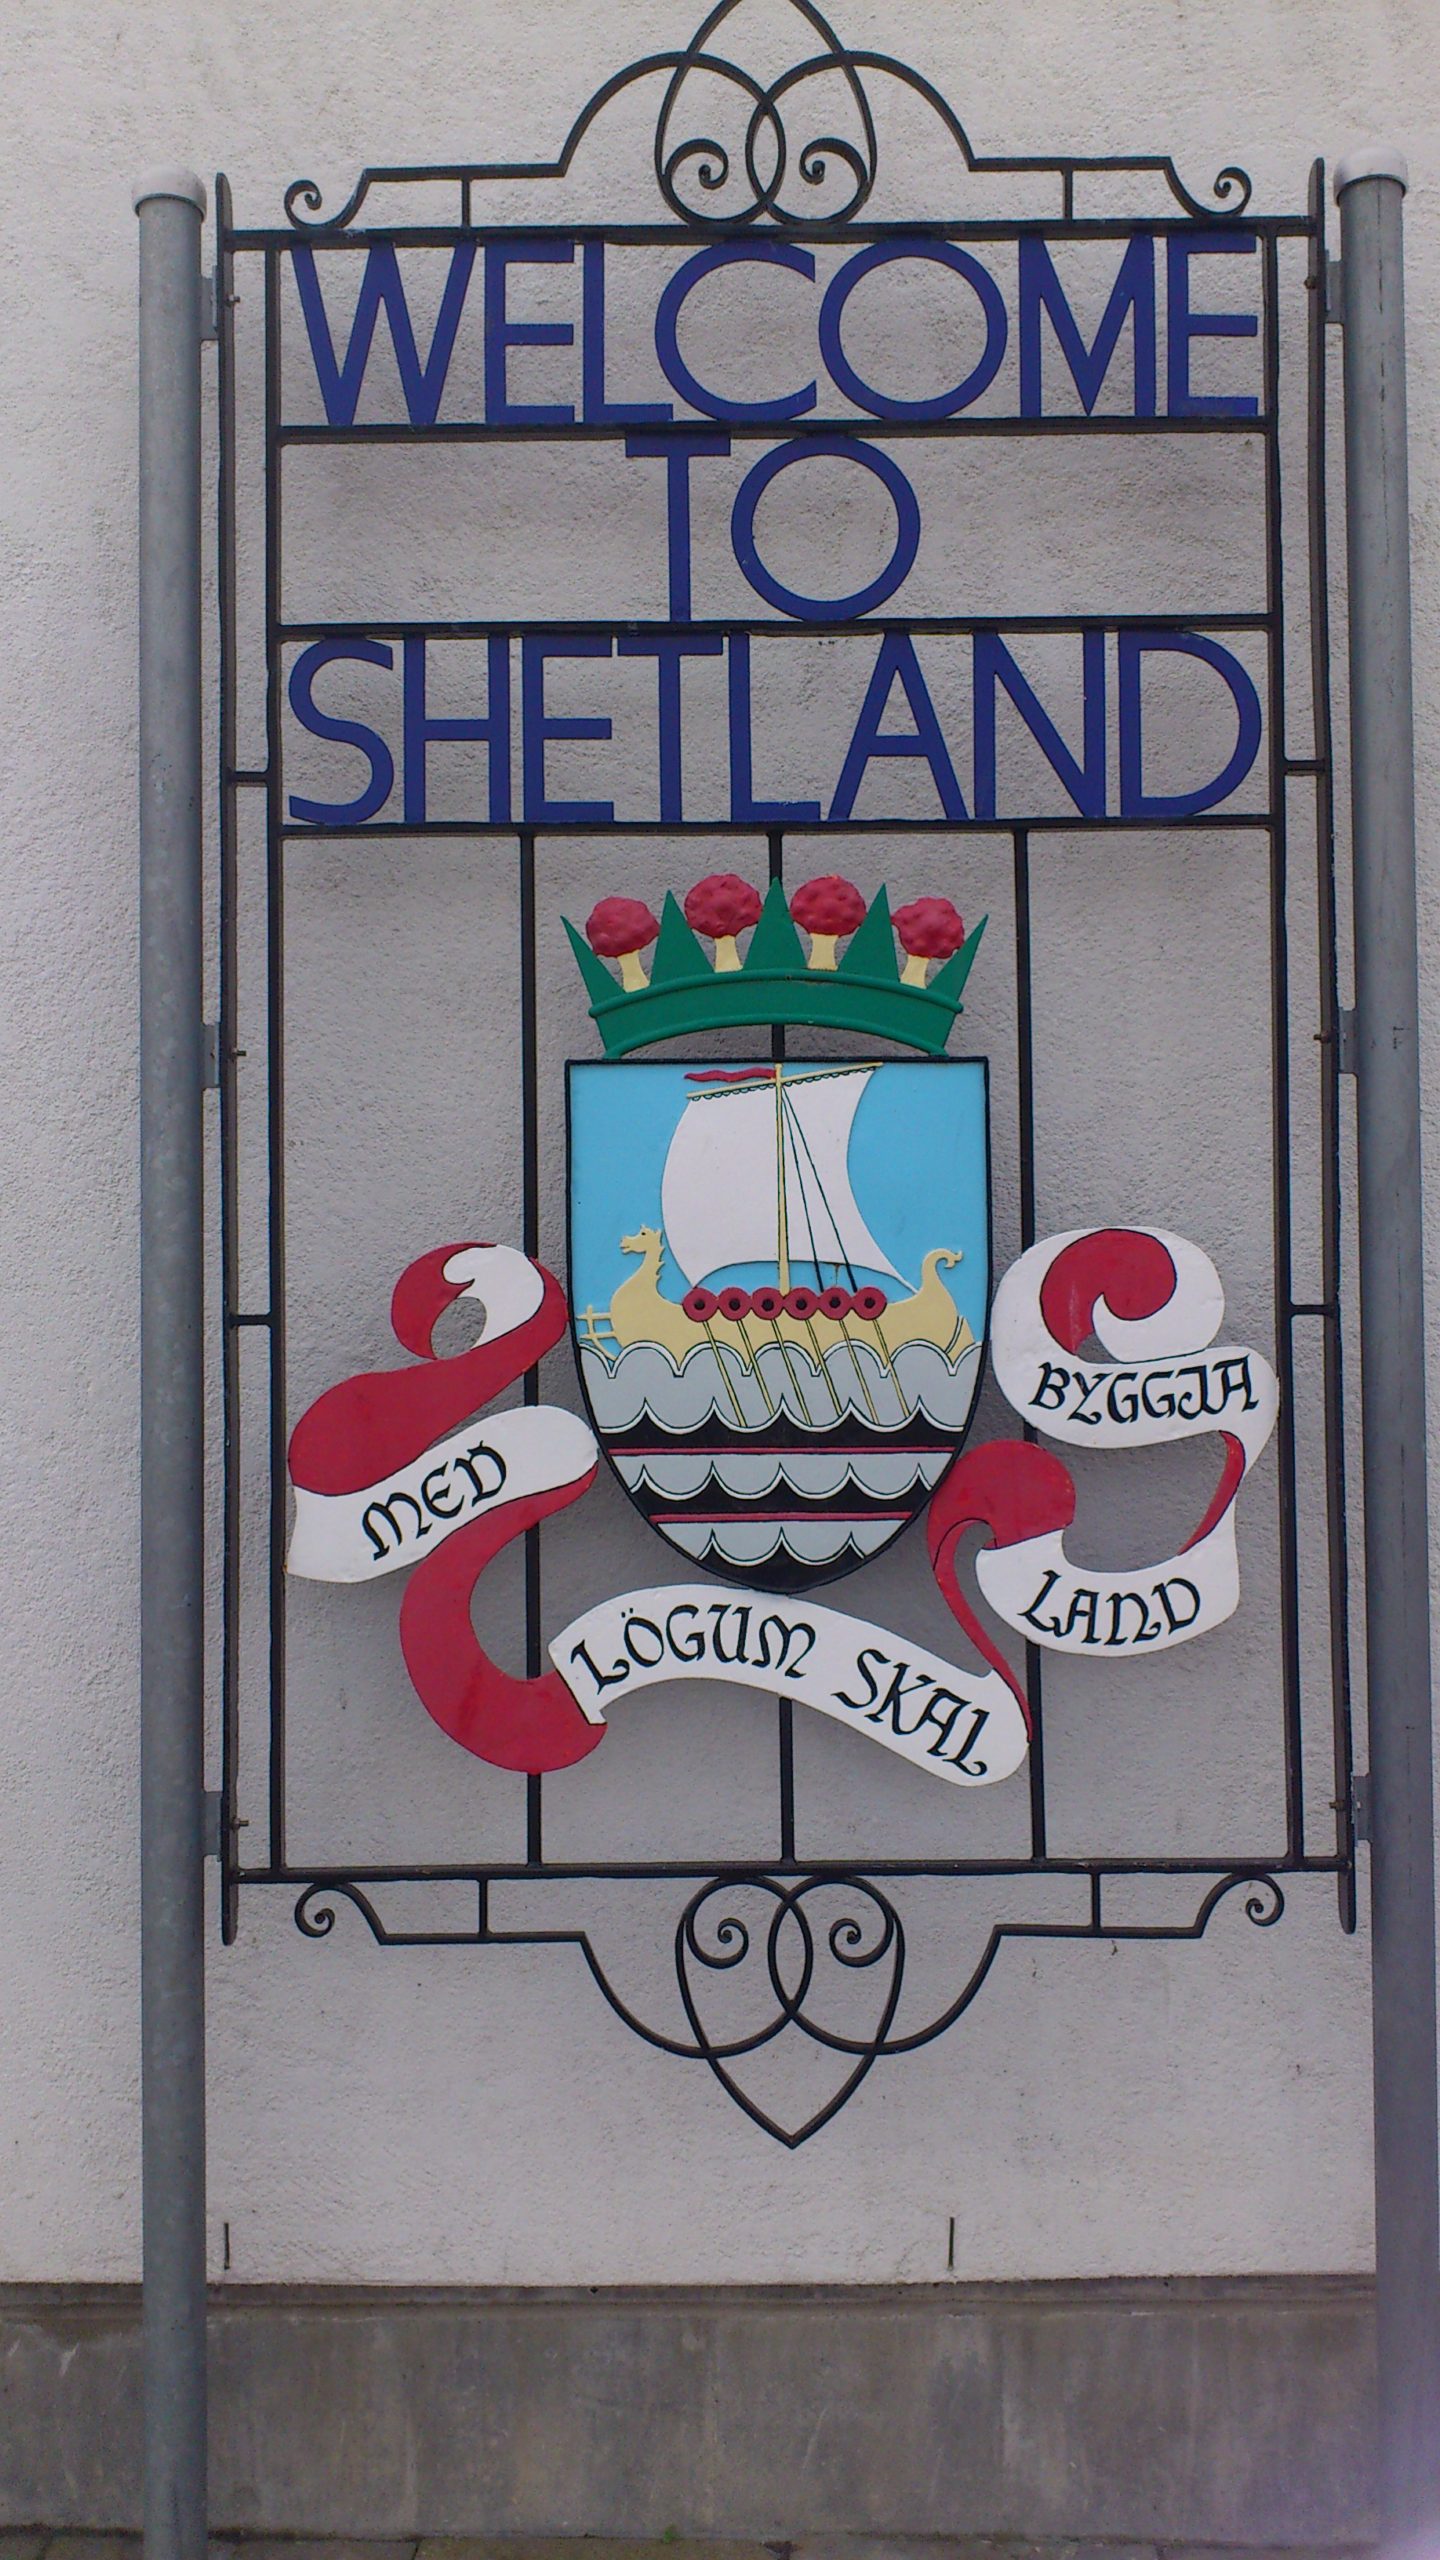 WELCOME
TO
SHETLAND
MED
LÖGUM SKAL
LAND
BYGGJA